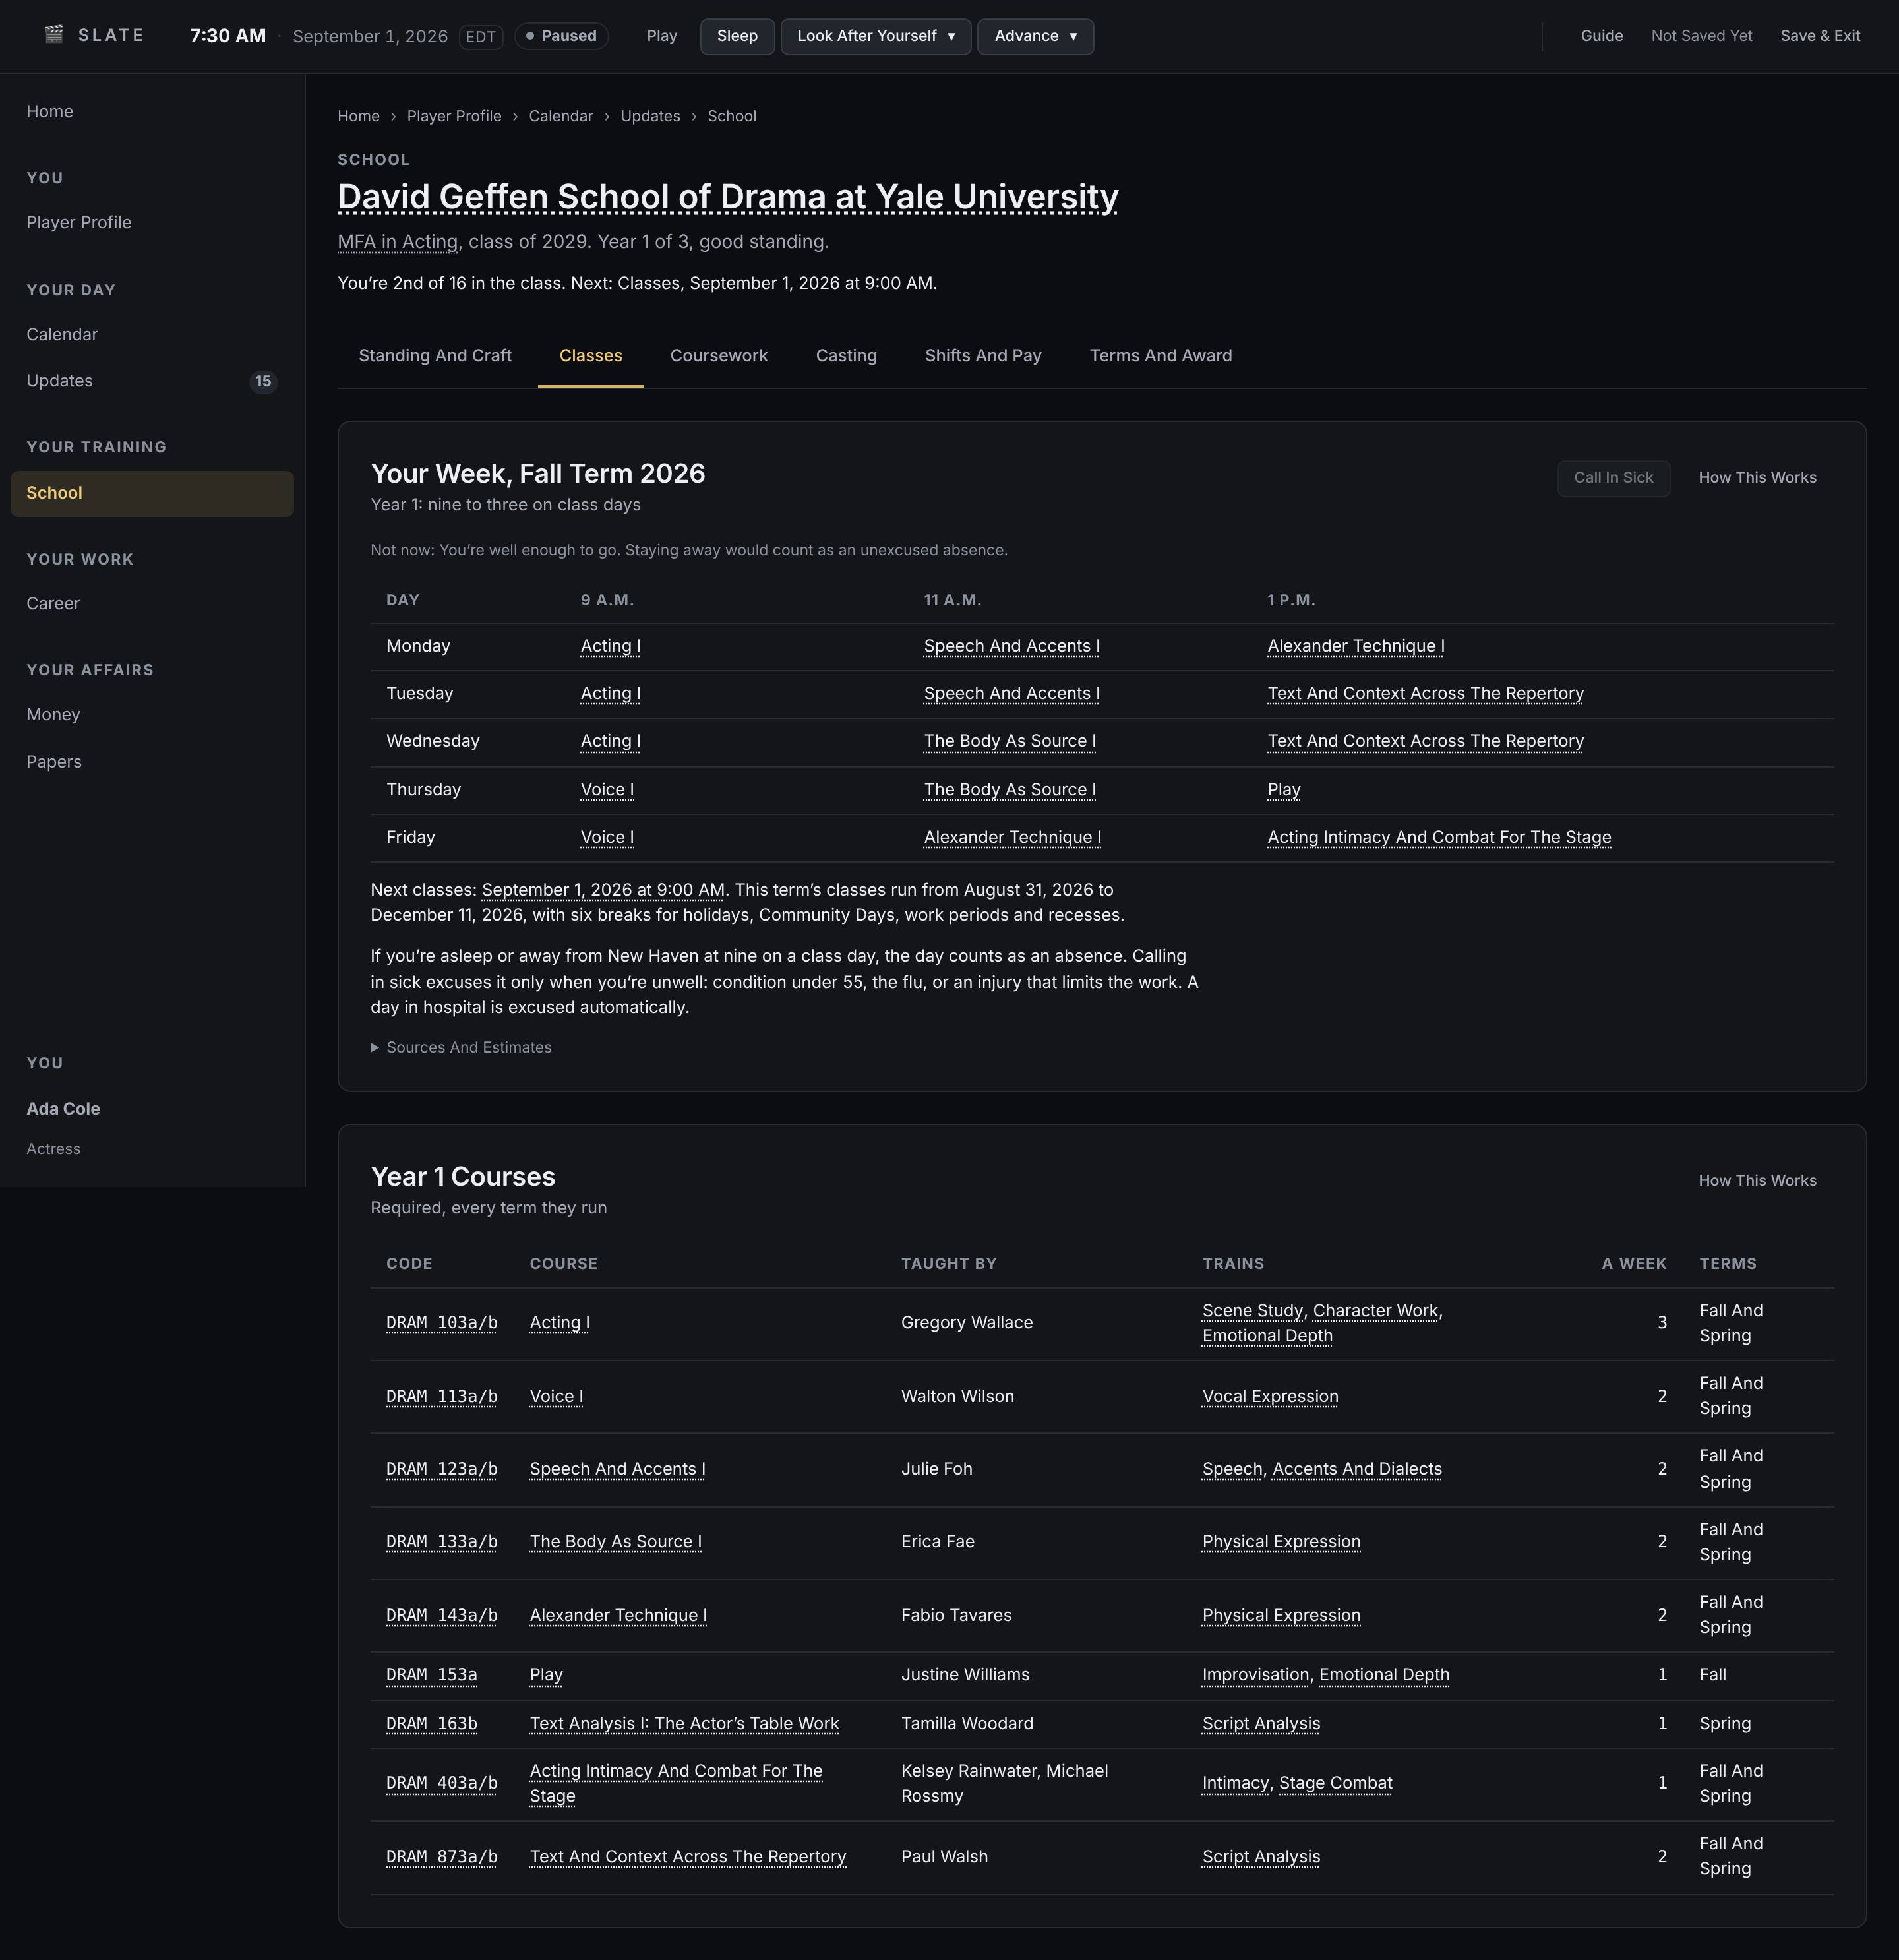 SLATE
7:30 AM · September 1, 2026 EDT Paused Play Sleep Look After Yourself ▾ Advance ▾ Guide Not Saved Yet Save & Exit
Home
YOU
Player Profile
YOUR DAY
Calendar
Updates 15
YOUR TRAINING
School
YOUR WORK
Career
YOUR AFFAIRS
Money
Papers
YOU
Ada Cole
Actress
Home › Player Profile › Calendar › Updates › School
SCHOOL
David Geffen School of Drama at Yale University
MFA in Acting, class of 2029. Year 1 of 3, good standing.
You’re 2nd of 16 in the class. Next: Classes, September 1, 2026 at 9:00 AM.
Standing And Craft Classes Coursework Casting Shifts And Pay Terms And Award
Your Week, Fall Term 2026 Call In Sick How This Works
Year 1: nine to three on class days
Not now: You’re well enough to go. Staying away would count as an unexcused absence.
DAY 9 A.M. 11 A.M. 1 P.M.
Monday Acting I Speech And Accents I Alexander Technique I
Tuesday Acting I Speech And Accents I Text And Context Across The Repertory
Wednesday Acting I The Body As Source I Text And Context Across The Repertory
Thursday Voice I The Body As Source I Play
Friday Voice I Alexander Technique I Acting Intimacy And Combat For The Stage
Next classes: September 1, 2026 at 9:00 AM. This term’s classes run from August 31, 2026 to
December 11, 2026, with six breaks for holidays, Community Days, work periods and recesses.
If you’re asleep or away from New Haven at nine on a class day, the day counts as an absence. Calling
in sick excuses it only when you’re unwell: condition under 55, the flu, or an injury that limits the work. A
day in hospital is excused automatically.
▶ Sources And Estimates
Year 1 Courses How This Works
Required, every term they run
CODE COURSE TAUGHT BY TRAINS A WEEK TERMS
DRAM 103a/b Acting I Gregory Wallace Scene Study, Character Work,
Emotional Depth 3 Fall And
Spring
DRAM 113a/b Voice I Walton Wilson Vocal Expression 2 Fall And
Spring
DRAM 123a/b Speech And Accents I Julie Foh Speech, Accents And Dialects 2 Fall And
Spring
DRAM 133a/b The Body As Source I Erica Fae Physical Expression 2 Fall And
Spring
DRAM 143a/b Alexander Technique I Fabio Tavares Physical Expression 2 Fall And
Spring
DRAM 153a Play Justine Williams Improvisation, Emotional Depth 1 Fall
DRAM 163b Text Analysis I: The Actor’s Table Work Tamilla Woodard Script Analysis 1 Spring
DRAM 403a/b Acting Intimacy And Combat For The
Stage Kelsey Rainwater, Michael
Rossmy Intimacy, Stage Combat 1 Fall And
Spring
DRAM 873a/b Text And Context Across The Repertory Paul Walsh Script Analysis 2 Fall And
Spring